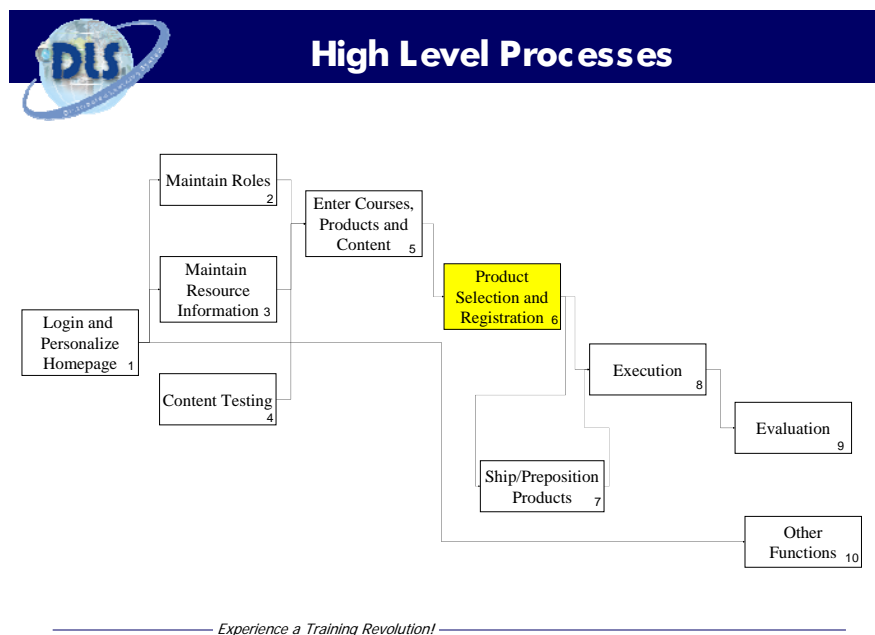 DLS
High Level Processes
Maintain Roles
2
Enter Courses,
Products and
Content 5
Maintain
Resource
Information 3
Product
Selection and
Registration 6
Login and
Personalize
Homepage 1
Execution
8
Content Testing
4
Evaluation
9
Ship/Preposition
Products 7
Other
Functions 10
Experience a Training Revolution!